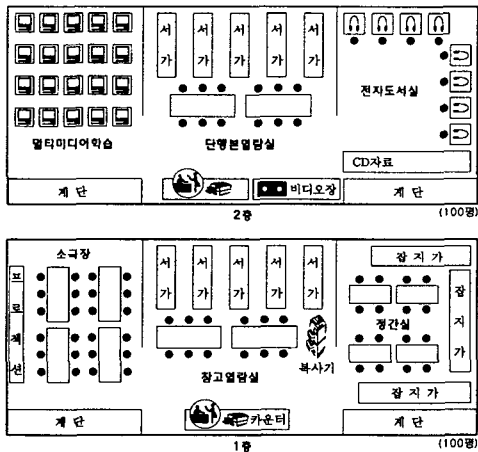 서가 서가 서가 서가 서가
전자도서실
멀티미디어학습
단행본열람실
CD자료
계단
비디오장
계단
2층
(100평)
소극장
프로젝션
서가 서가 서가 서가 서가
잡지가
잡지가
정간실
복사기
참고열람실
잡지가
계단
카운터
계단
1층
(100평)